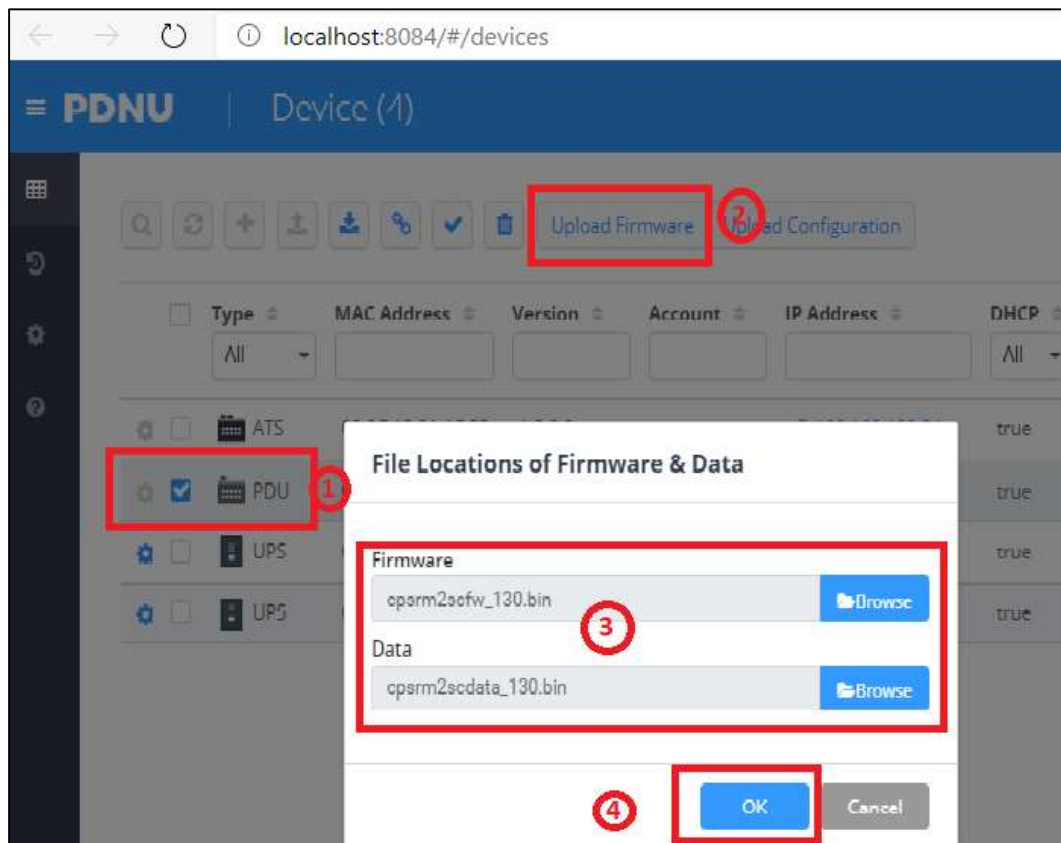 localhost:8084/#/devices
PDNU Device (4)
Upload Firmware 2 Upload Configuration
Type MAC Address Version Account IP Address DHCP
All All
ATS true
PDU 1 true
UPS true
UPS true
File Locations of Firmware & Data
Firmware
cpsrm2scfw_130.bin Browse
3
Data
cpsrm2scdata_130.bin Browse
4 OK Cancel